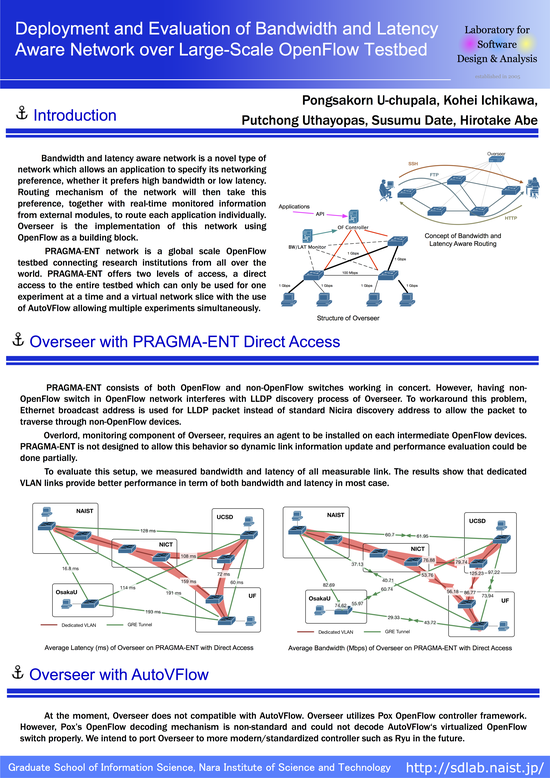 Deployment and Evaluation of Bandwidth and Latency
Aware Network over Large-Scale OpenFlow Testbed
Laboratory for
Software
Design & Analysis
established in 2009
Pongsakorn U-chupala, Kohei Ichikawa,
Putchong Uthayopas, Susumu Date, Hirotake Abe
Introduction
Bandwidth and latency aware network is a novel type of
network which allows an application to specify its networking
preference, whether it prefers high bandwidth or low latency.
Routing mechanism of the network will then take this
preference, together with real-time monitored information
from external modules, to route each application individually.
Overseer is the implementation of this network using
OpenFlow as a building block.
PRAGMA-ENT network is a global scale OpenFlow
testbed connecting research institutions from all over the
world. PRAGMA-ENT offers two levels of access, a direct
access to the entire testbed which can only be used for one
experiment at a time and a virtual network slice with the use
of AutoVFlow allowing multiple experiments simultaneously.
Applications
API
OF Controller
BW/LAT Monitor
1 Gbps
1 Gbps
100 Mbps
1 Gbps
1 Gbps
1 Gbps
1 Gbps
Structure of Overseer
Overseer
SSH
FTP
HTTP
Concept of Bandwidth and
Latency Aware Routing
Overseer with PRAGMA-ENT Direct Access
PRAGMA-ENT consists of both OpenFlow and non-OpenFlow switches working in concert. However, having non-
OpenFlow switch in OpenFlow network interferes with LLDP discovery process of Overseer. To workaround this problem,
Ethernet broadcast address is used for LLDP packet instead of standard Nicira discovery address to allow the packet to
traverse through non-OpenFlow devices.
Overlord, monitoring component of Overseer, requires an agent to be installed on each intermediate OpenFlow devices.
PRAGMA-ENT is not designed to allow this behavior so dynamic link information update and performance evaluation could be
done partially.
To evaluate this setup, we measured bandwidth and latency of all measurable link. The results show that dedicated
VLAN links provide better performance in term of both bandwidth and latency in most case.
NAIST
UCSD
NICT
OsakaU
UF
128 ms
108 ms
16.8 ms
72 ms
80 ms
114 ms
159 ms
191 ms
193 ms
Dedicated VLAN
GRE Tunnel
Average Latency (ms) of Overseer on PRAGMA-ENT with Direct Access
NAIST
UCSD
NICT
OsakaU
UF
60.7
41.95
76.88
79.74
37.13
53.76
125.23
97.22
82.69
40.71
60.74
56.18
86.77
73.94
74.62
55.97
29.33
43.72
Dedicated VLAN
GRE Tunnel
Average Bandwidth (Mbps) of Overseer on PRAGMA-ENT with Direct Access
Overseer with AutoVFlow
At the moment, Overseer does not compatible with AutoVFlow. Overseer utilizes Pox OpenFlow controller framework.
However, Pox's OpenFlow decoding mechanism is non-standard and could not decode AutoVFlow's virtualized OpenFlow
switch properly. We intend to port Overseer to more modern/standardized controller such as Ryu in the future.
Graduate School of Information Science, Nara Institute of Science and Technology
http://sdlab.naist.jp/